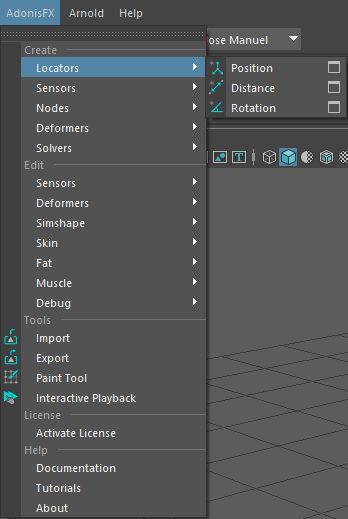 AdonisFX Arnold Help
ose Manuel
Create
Locators
Position
Distance
Rotation
Sensors
Nodes
Deformers
Solvers
Edit
Sensors
Deformers
Simshape
Skin
Fat
Muscle
Debug
Tools
Import
Export
Paint Tool
Interactive Playback
License
Activate License
Help
Documentation
Tutorials
About